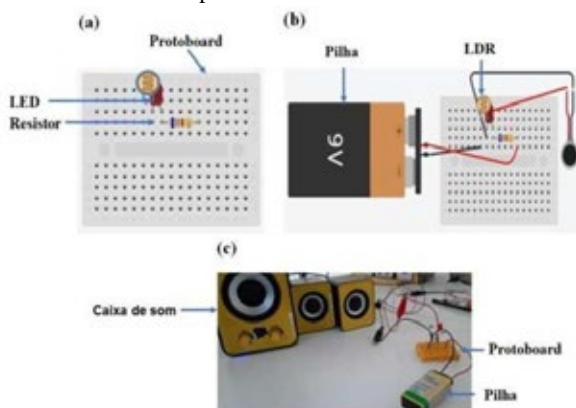 (a)
Protoboard
LED
Resistor
(b)
Pilha
LDR
9V
(c)
Caixa de som
Protoboard
Pilha